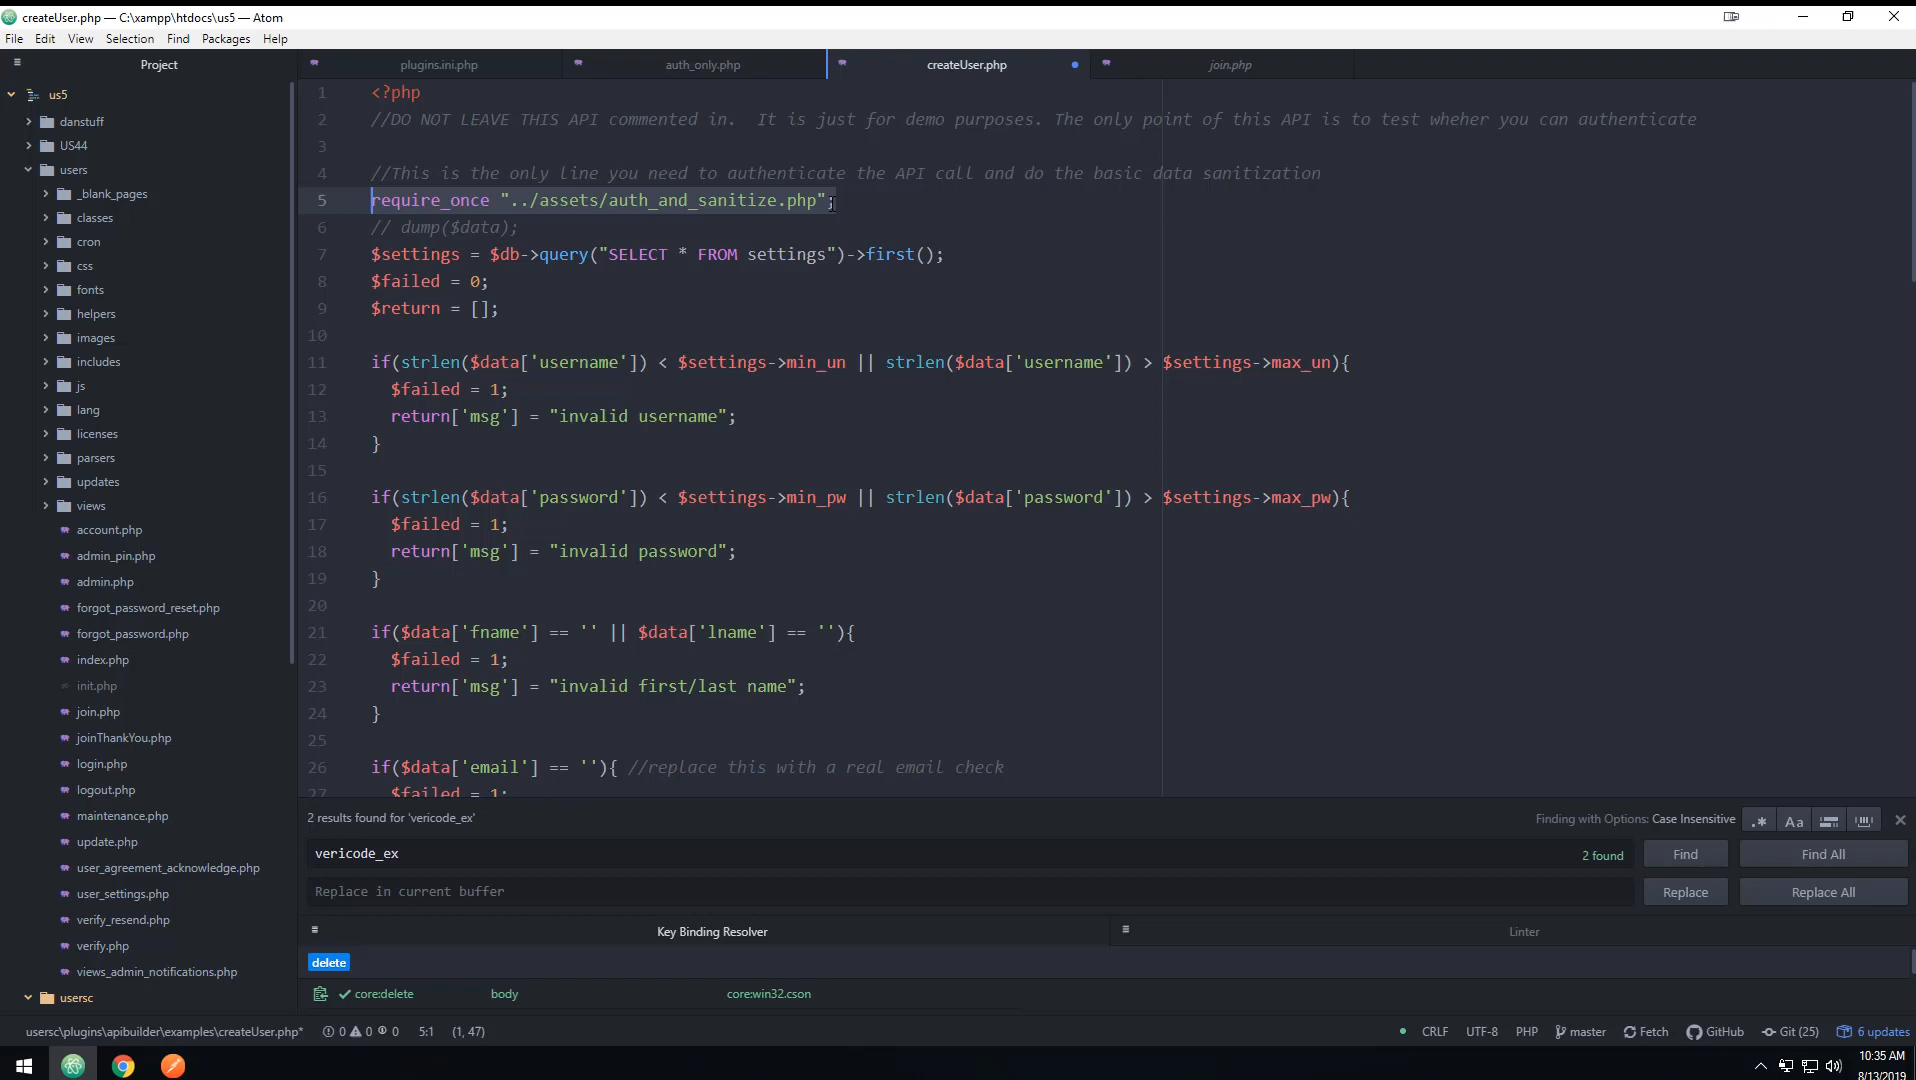 createUser.php — C:\xampp\htdocs\us5 — Atom
File Edit View Selection Find Packages Help
Project
us5
danstuff
US44
users
_blank_pages
classes
cron
css
fonts
helpers
images
includes
js
lang
licenses
parsers
updates
views
account.php
admin_pin.php
admin.php
forgot_password_reset.php
forgot_password.php
index.php
init.php
join.php
joinThankYou.php
login.php
logout.php
maintenance.php
update.php
user_agreement_acknowledge.php
user_settings.php
verify_resend.php
verify.php
views_admin_notifications.php
usersc
plugins.ini.php auth_only.php createUser.php join.php
1 <?php
2 //DO NOT LEAVE THIS API commented in.  It is just for demo purposes. The only point of this API is to test wheher you can authenticate
3
4 //This is the only line you need to authenticate the API call and do the basic data sanitization
5 require_once "../assets/auth_and_sanitize.php";
6 // dump($data);
7 $settings = $db->query("SELECT * FROM settings")->first();
8 $failed = 0;
9 $return = [];
10
11 if(strlen($data['username']) < $settings->min_un || strlen($data['username']) > $settings->max_un){
12 $failed = 1;
13 return['msg'] = "invalid username";
14 }
15
16 if(strlen($data['password']) < $settings->min_pw || strlen($data['password']) > $settings->max_pw){
17 $failed = 1;
18 return['msg'] = "invalid password";
19 }
20
21 if($data['fname'] == '' || $data['lname'] == ''){
22 $failed = 1;
23 return['msg'] = "invalid first/last name";
24 }
25
26 if($data['email'] == ''){ //replace this with a real email check
27 $failed = 1;
2 results found for 'vericode_ex' Finding with Options: Case Insensitive .* Aa
vericode_ex 2 found Find Find All
Replace in current buffer Replace Replace All
Key Binding Resolver Linter
delete
core:delete body core:win32.cson
usersc\plugins\apibuilder\examples\createUser.php* 0 0 0 5:1 (1, 47) CRLF UTF-8 PHP master Fetch GitHub Git (25) 6 updates
10:35 AM
8/13/2019